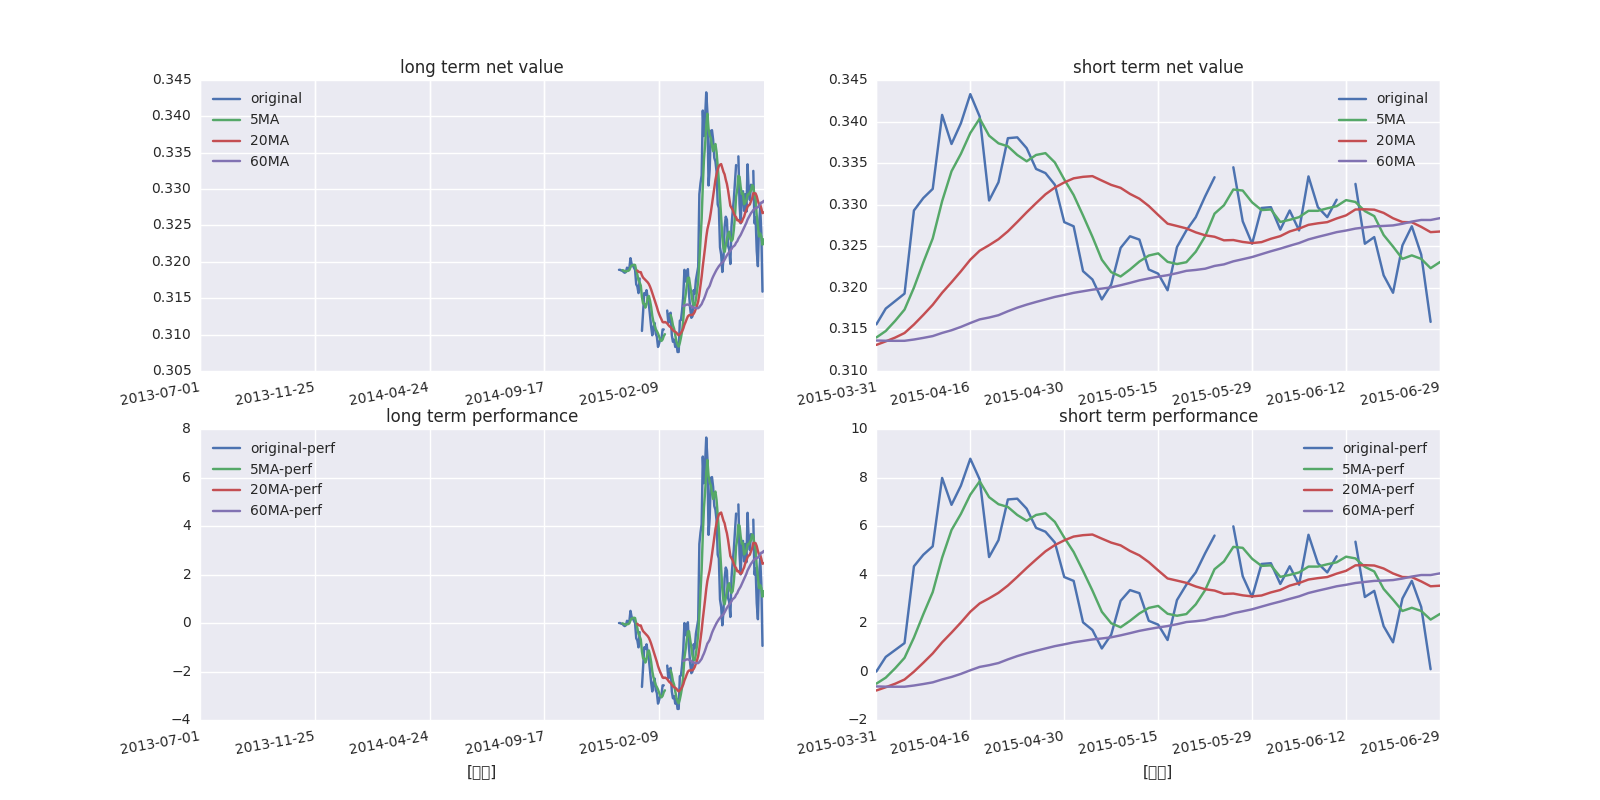 long term net value
0.345
0.340
0.335
0.330
0.325
0.320
0.315
0.310
0.305
original
5MA
20MA
60MA
2013-07-01
2013-11-25
2014-04-24
2014-09-17
2015-02-09
short term net value
0.345
0.340
0.335
0.330
0.325
0.320
0.315
0.310
original
5MA
20MA
60MA
2015-03-31
2015-04-16
2015-04-30
2015-05-15
2015-05-29
2015-06-12
2015-06-29
long term performance
8
6
4
2
0
−2
−4
original-perf
5MA-perf
20MA-perf
60MA-perf
2013-07-01
2013-11-25
2014-04-24
2014-09-17
2015-02-09
short term performance
10
8
6
4
2
0
−2
original-perf
5MA-perf
20MA-perf
60MA-perf
2015-03-31
2015-04-16
2015-04-30
2015-05-15
2015-05-29
2015-06-12
2015-06-29